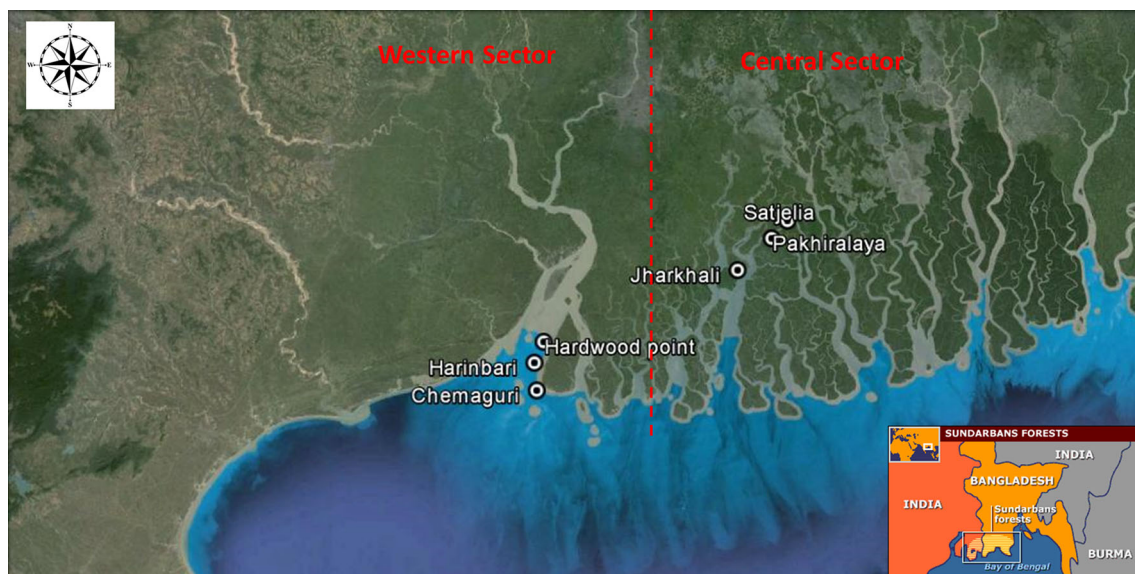 Western Sector
Central Sector
N
W
E
S
Satjelia
Pakhiralaya
Jharkhali
Hardwood point
Harinbari
Chemaguri
SUNDARBANS FORESTS
INDIA
BANGLADESH
INDIA
Sundarbans
forests
BURMA
Bay of Bengal